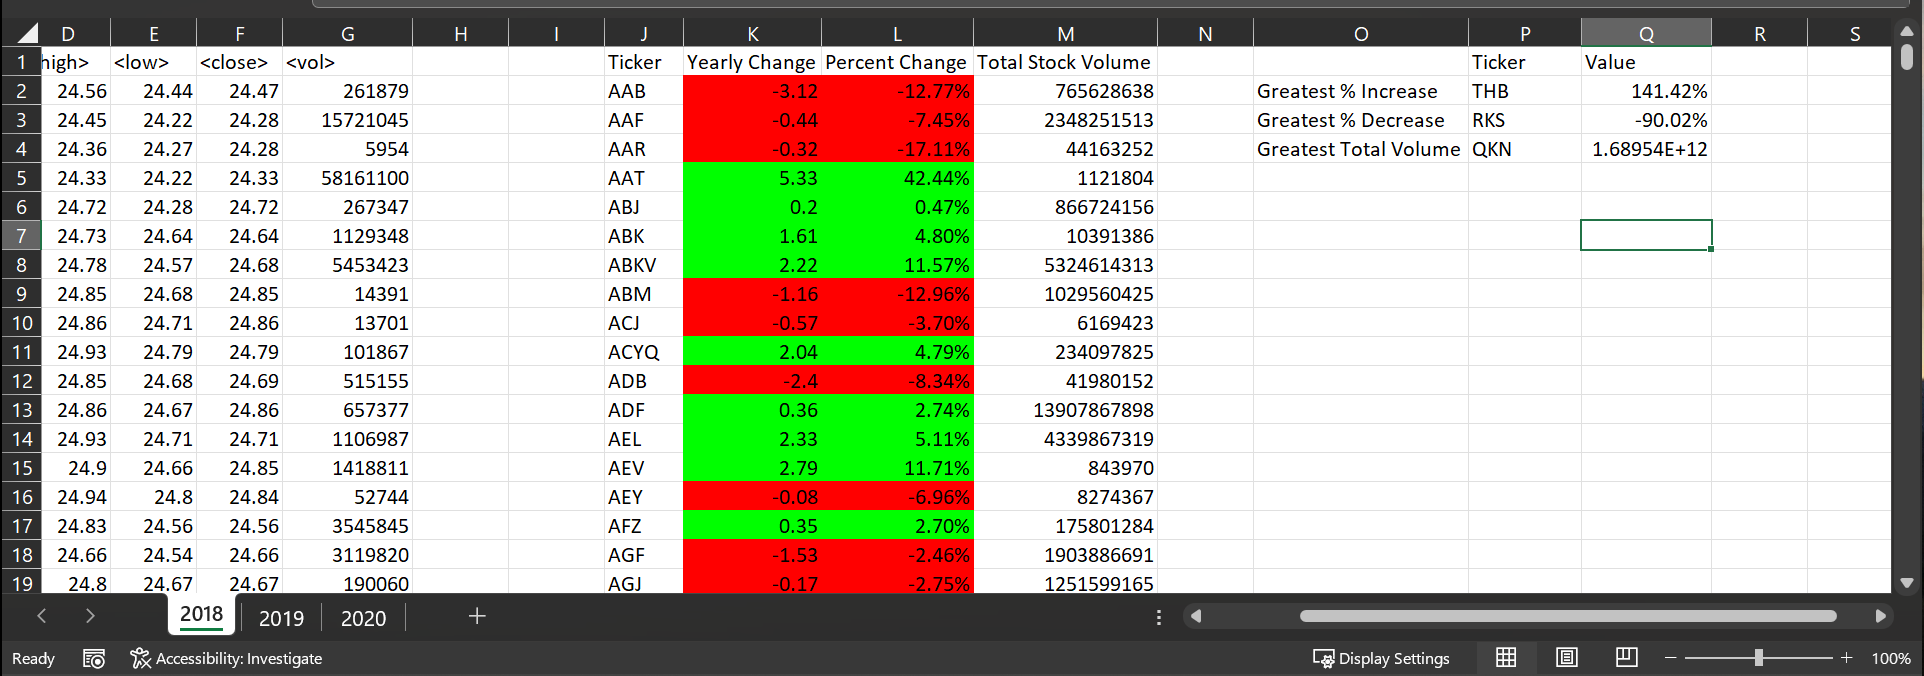 D E F G H I J K L M N O P Q R S
1 high> <low> <close> <vol> Ticker Yearly Change Percent Change Total Stock Volume Ticker Value
2 24.56 24.44 24.47 261879 AAB -3.12 -12.77% 765628638 Greatest % Increase THB 141.42%
3 24.45 24.22 24.28 15721045 AAF -0.44 -7.45% 2348251513 Greatest % Decrease RKS -90.02%
4 24.36 24.27 24.28 5954 AAR -0.32 -17.11% 44163252 Greatest Total Volume QKN 1.68954E+12
5 24.33 24.22 24.33 58161100 AAT 5.33 42.44% 1121804
6 24.72 24.28 24.72 267347 ABJ 0.2 0.47% 866724156
7 24.73 24.64 24.64 1129348 ABK 1.61 4.80% 10391386
8 24.78 24.57 24.68 5453423 ABKV 2.22 11.57% 5324614313
9 24.85 24.68 24.85 14391 ABM -1.16 -12.96% 1029560425
10 24.86 24.71 24.86 13701 ACJ -0.57 -3.70% 6169423
11 24.93 24.79 24.79 101867 ACYQ 2.04 4.79% 234097825
12 24.85 24.68 24.69 515155 ADB -2.4 -8.34% 41980152
13 24.86 24.67 24.86 657377 ADF 0.36 2.74% 13907867898
14 24.93 24.71 24.71 1106987 AEL 2.33 5.11% 4339867319
15 24.9 24.66 24.85 1418811 AEV 2.79 11.71% 843970
16 24.94 24.8 24.84 52744 AEY -0.08 -6.96% 8274367
17 24.83 24.56 24.56 3545845 AFZ 0.35 2.70% 175801284
18 24.66 24.54 24.66 3119820 AGF -1.53 -2.46% 1903886691
19 24.8 24.67 24.67 190060 AGJ -0.17 -2.75% 1251599165
2018 2019 2020
Ready Accessibility: Investigate Display Settings 100%